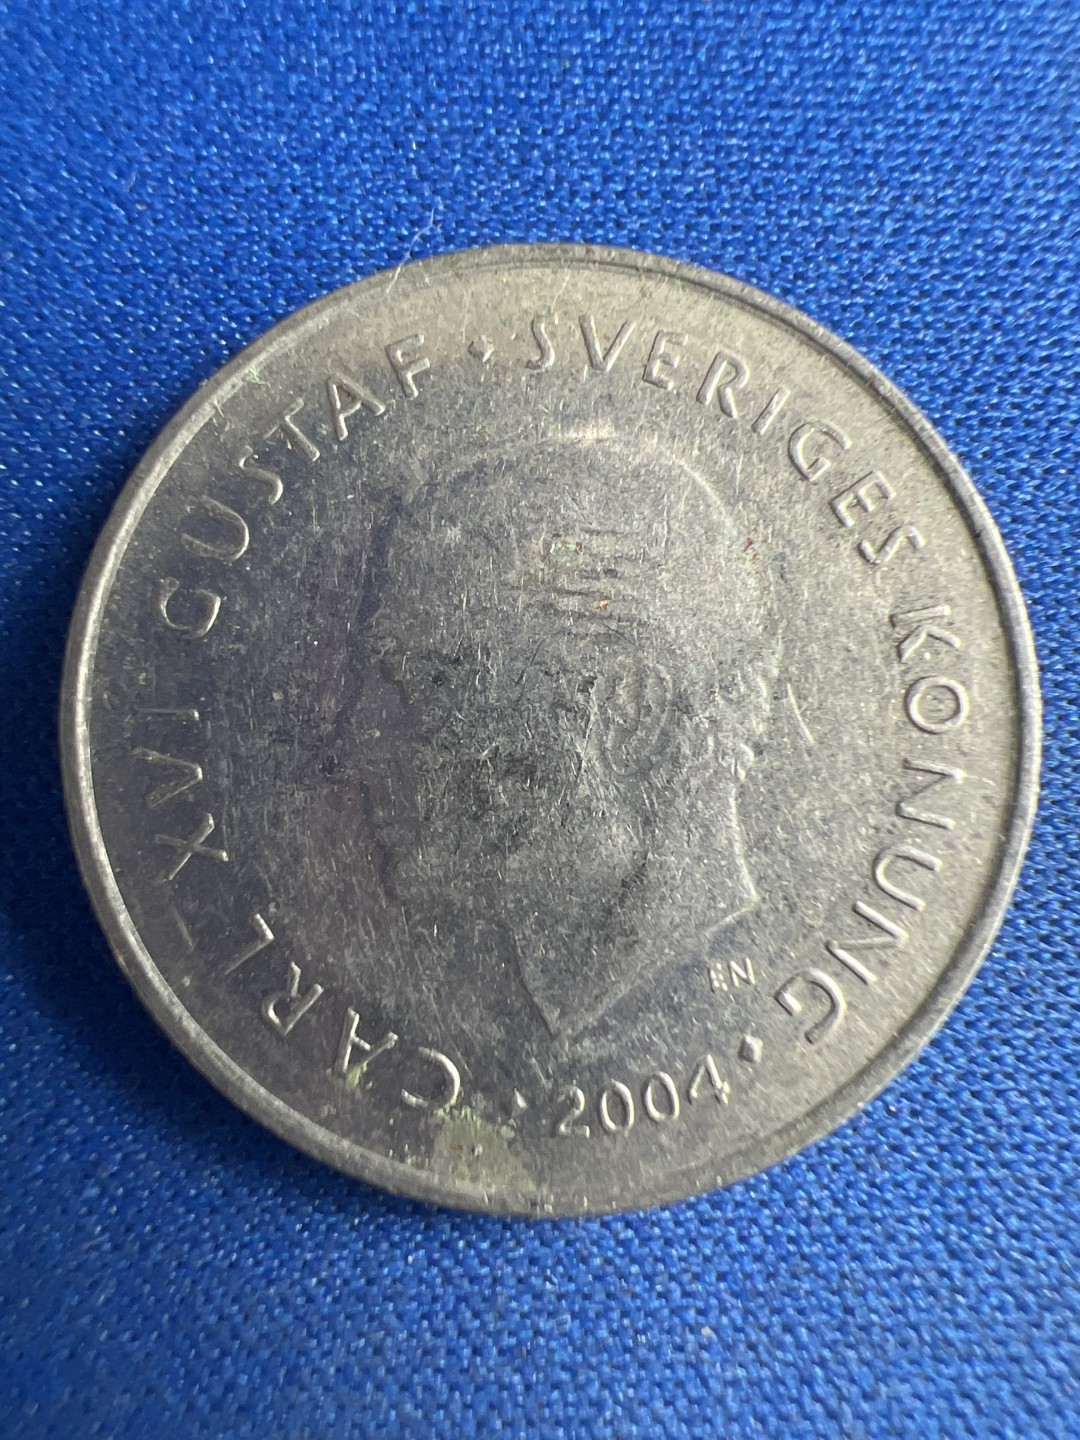 CARL XVI GUSTAF · SVERIGES KONUNG
EN
· 2004 ·